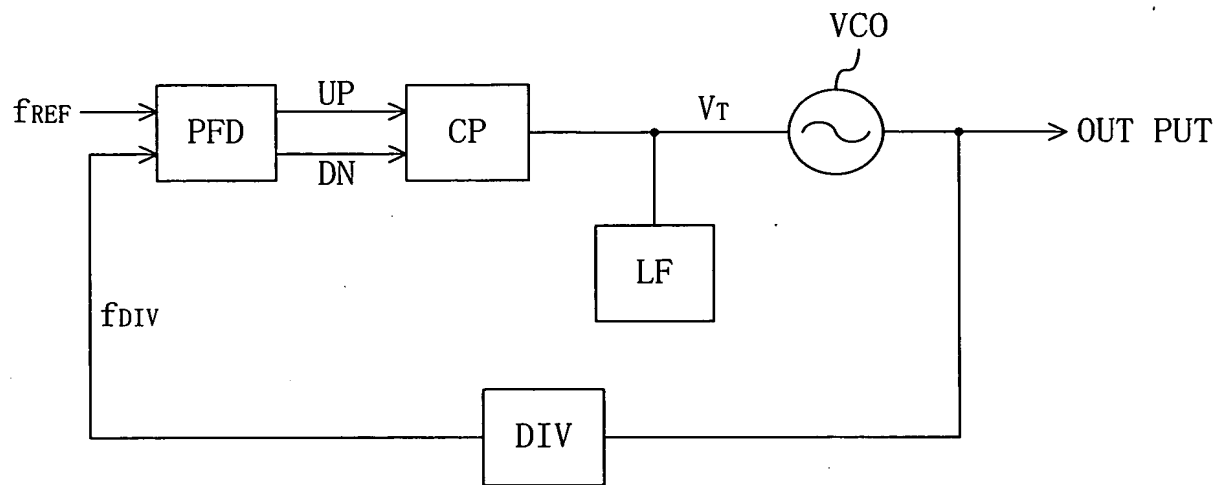 VCO
fREF
PFD
UP
DN
CP
VT
OUT PUT
LF
fDIV
DIV